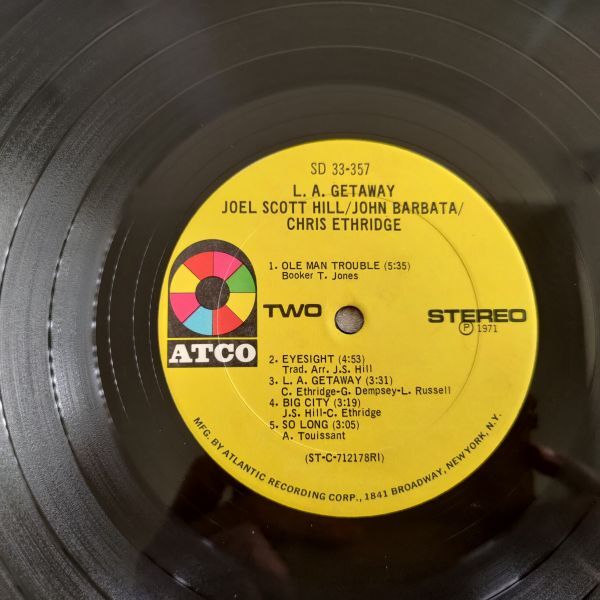 SD 33-357
L. A. GETAWAY
JOEL SCOTT HILL/JOHN BARBATA/
CHRIS ETHRIDGE
1. OLE MAN TROUBLE (5:35)
Booker T. Jones
TWO
STEREO
Ⓟ 1971
ATCO
2. EYESIGHT (4:53)
Trad. Arr. J.S. Hill
3. L. A. GETAWAY (3:31)
C. Ethridge-G. Dempsey-L. Russell
4. BIG CITY (3:19)
J.S. Hill-C. Ethridge
5. SO LONG (3:05)
A. Touissant
(ST-C-712178RI)
MFG. BY ATLANTIC RECORDING CORP., 1841 BROADWAY, NEW YORK, N.Y.